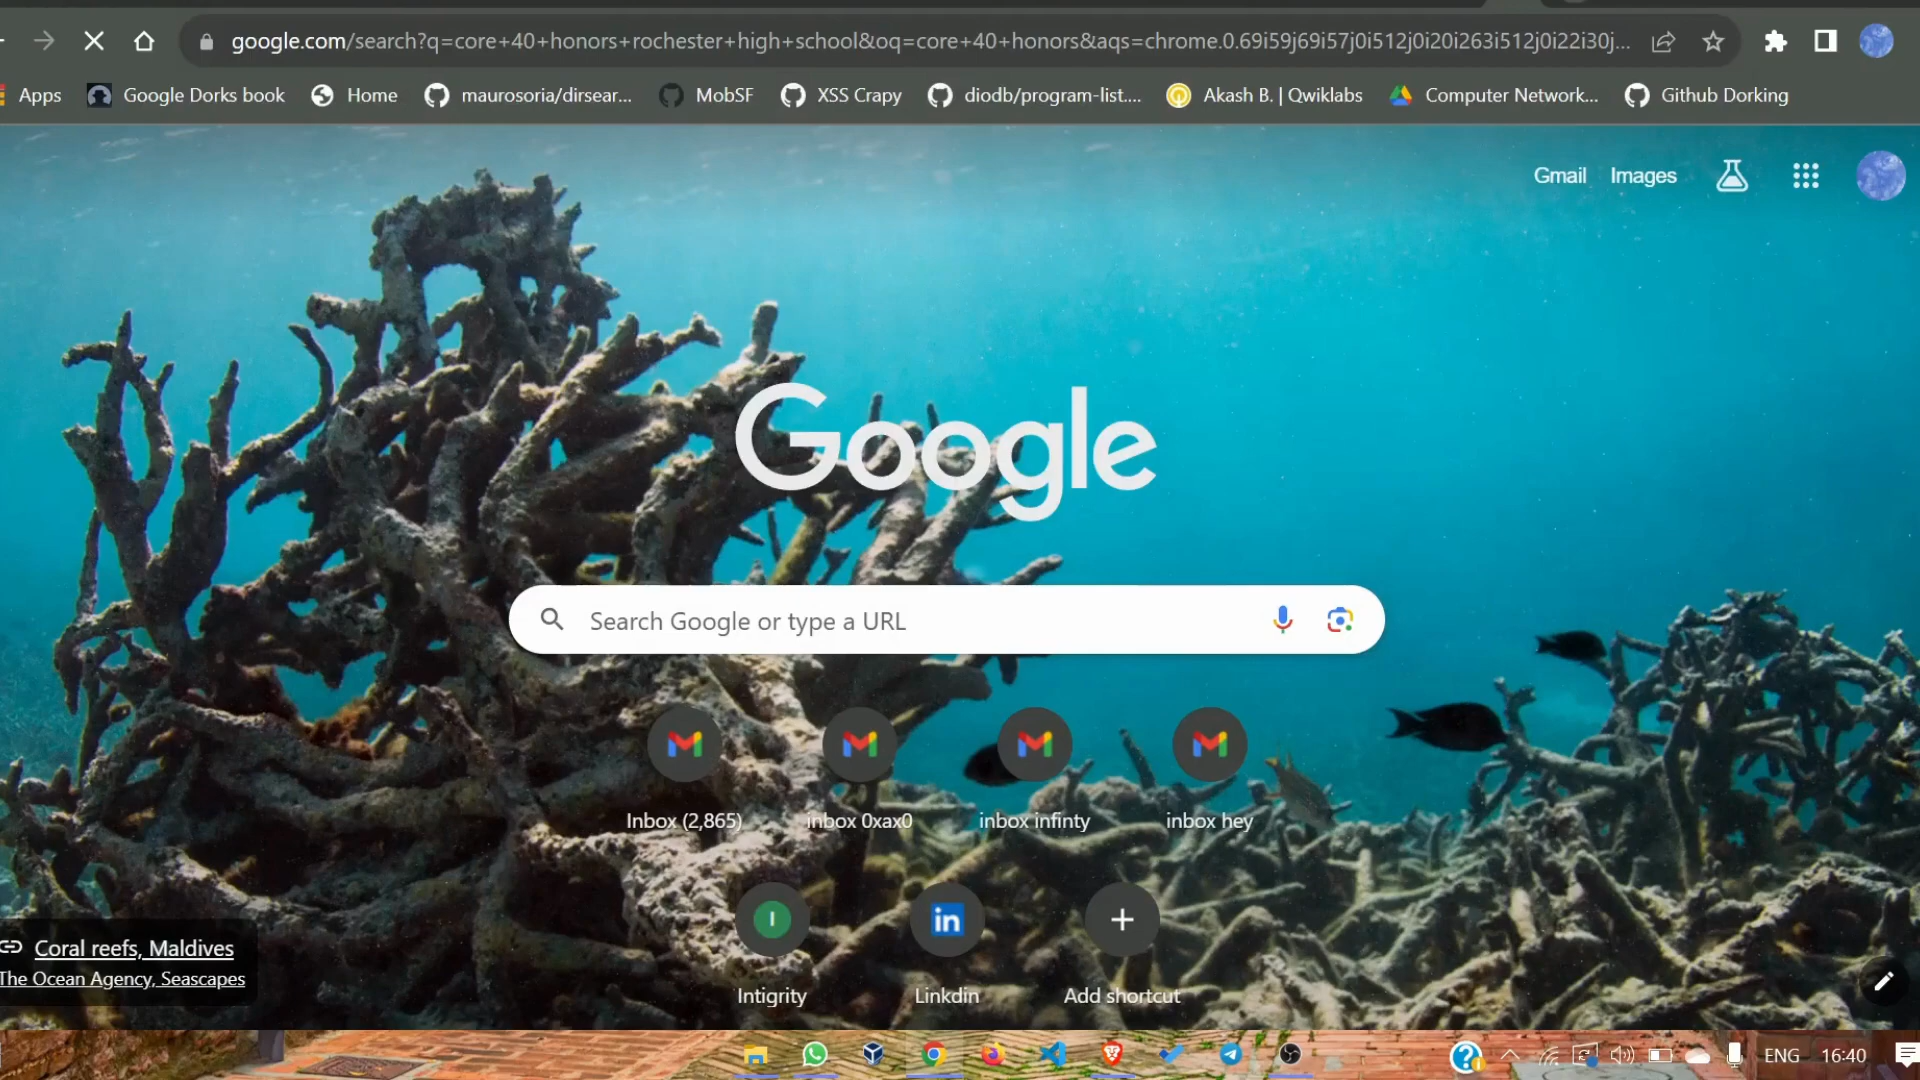 google.com/search?q=core+40+honors+rochester+high+school&oq=core+40+honors&aqs=chrome.0.69i59j69i57j0i512j0i20i263i512j0i22i30j...
Apps Google Dorks book Home maurosoria/dirsear... MobSF XSS Crapy diodb/program-list.... Akash B. | Qwiklabs Computer Network... Github Dorking
Gmail Images
Google
Search Google or type a URL
Inbox (2,865) inbox 0xax0 inbox infinty inbox hey
I in
Intigrity Linkdin Add shortcut
Coral reefs, Maldives
The Ocean Agency, Seascapes
ENG 16:40